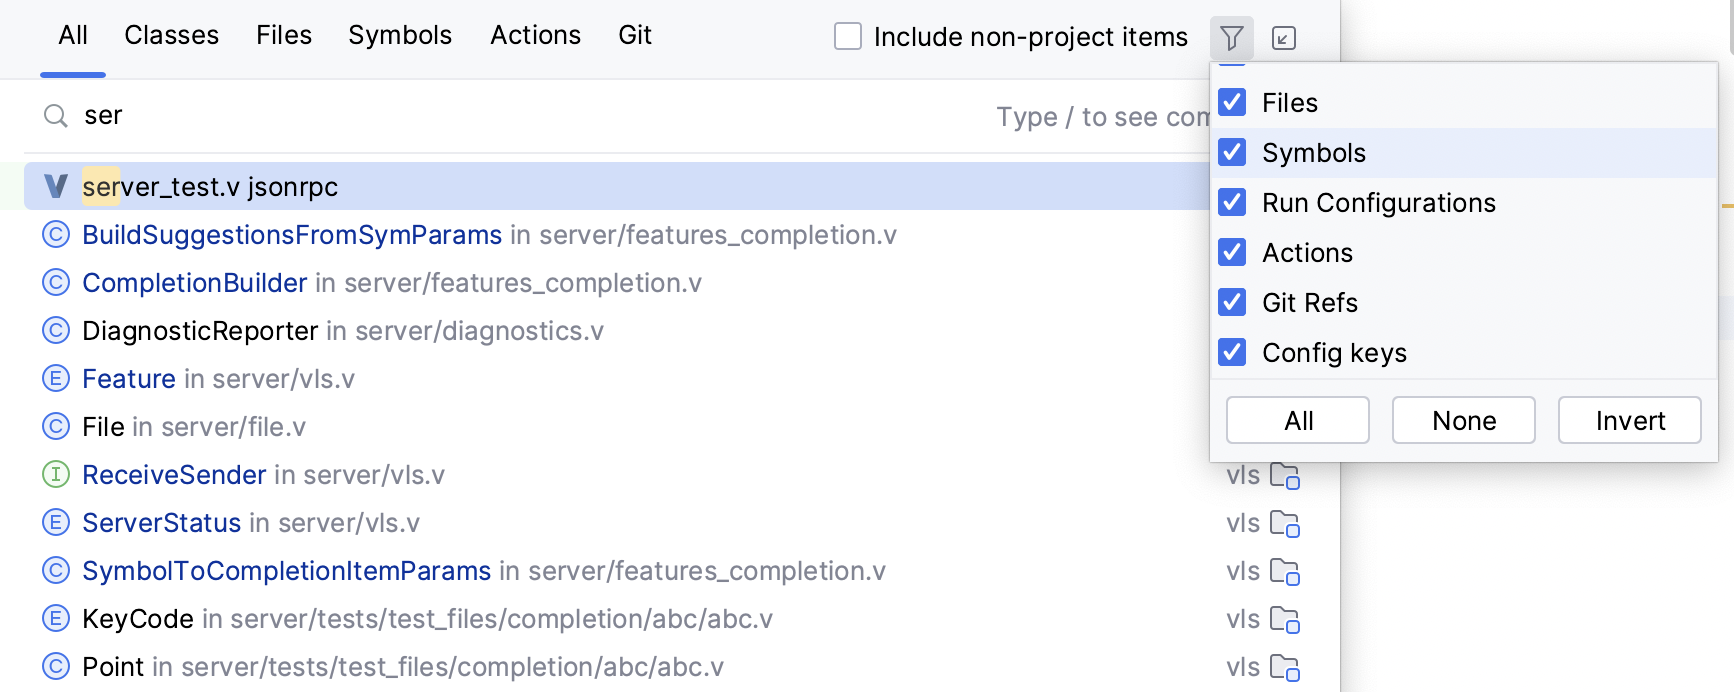 All Classes Files Symbols Actions Git Include non-project items
ser Type / to see com
server_test.v jsonrpc
BuildSuggestionsFromSymParams in server/features_completion.v
CompletionBuilder in server/features_completion.v
DiagnosticReporter in server/diagnostics.v
Feature in server/vls.v
File in server/file.v
ReceiveSender in server/vls.v vls
ServerStatus in server/vls.v vls
SymbolToCompletionItemParams in server/features_completion.v vls
KeyCode in server/tests/test_files/completion/abc/abc.v vls
Point in server/tests/test_files/completion/abc/abc.v vls
Files
Symbols
Run Configurations
Actions
Git Refs
Config keys
All None Invert